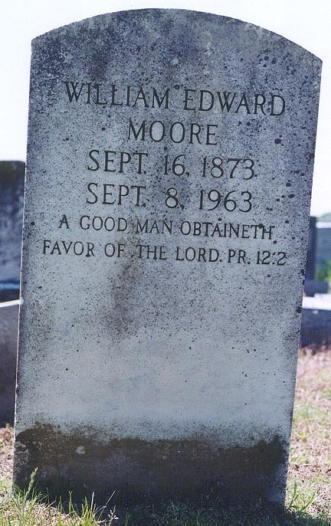 WILLIAM EDWARD
MOORE
SEPT. 16, 1873
SEPT. 8, 1963
A GOOD MAN OBTAINETH
FAVOR OF THE LORD. PR. 12:2